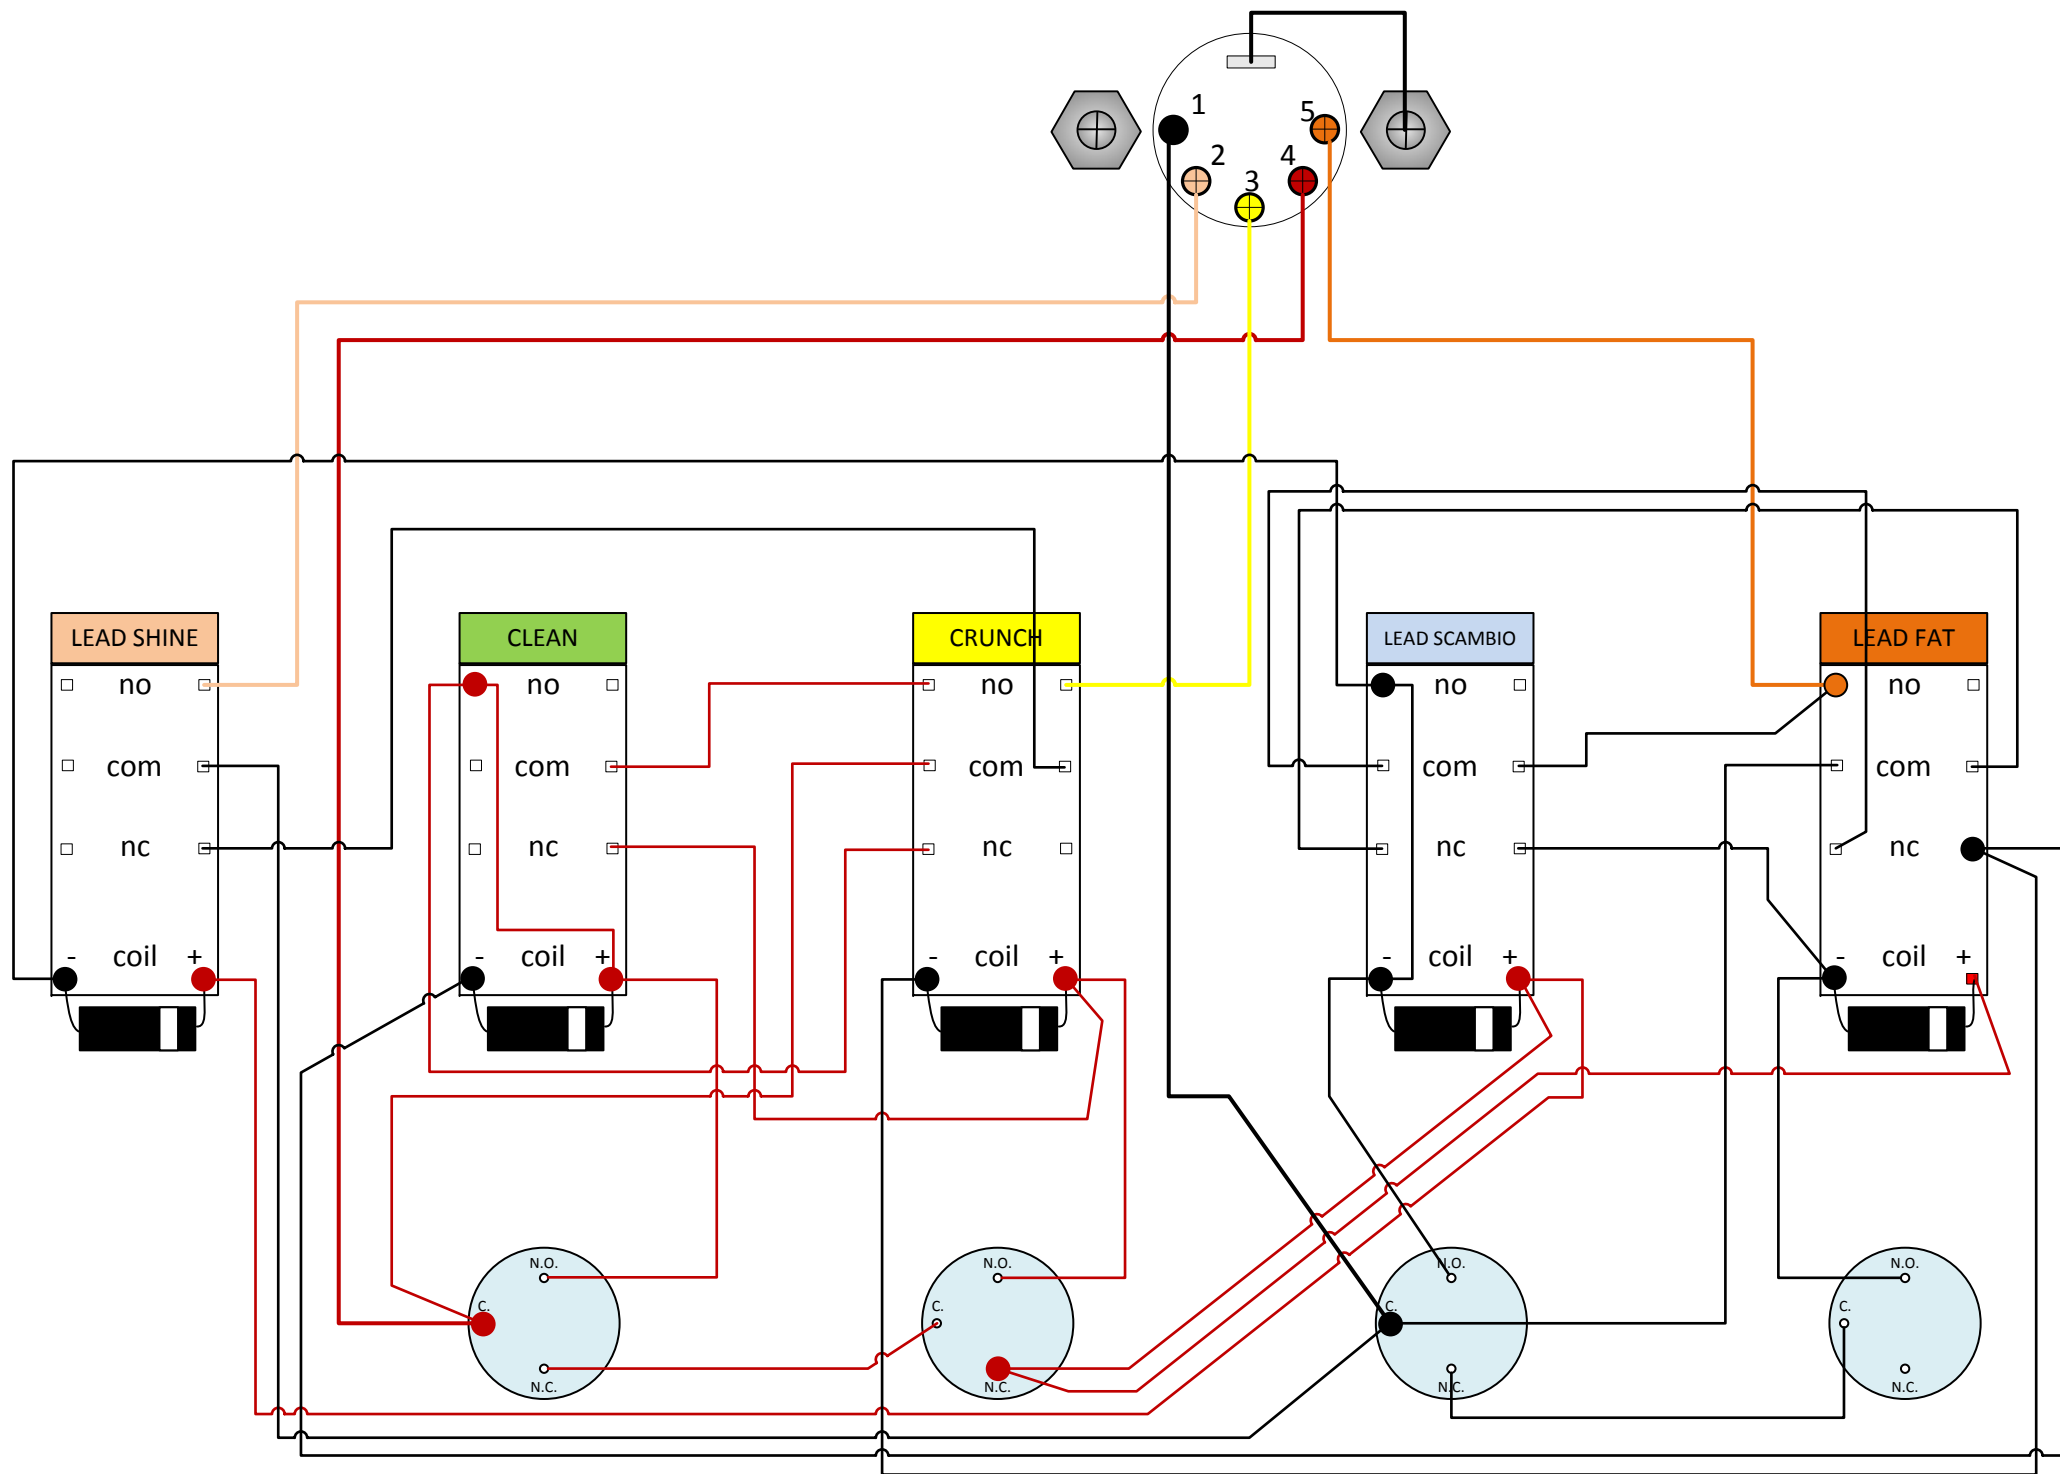 1
5
2
4
3
LEAD SHINE
CLEAN
CRUNCH
LEAD SCAMBIO
LEAD FAT
no
no
no
no
no
com
com
com
com
com
nc
nc
nc
nc
nc
- coil +
- coil +
- coil +
- coil +
- coil +
N.O.
N.O.
N.O.
N.O.
C.
C.
C.
C.
N.C.
N.C.
N.C.
N.C.